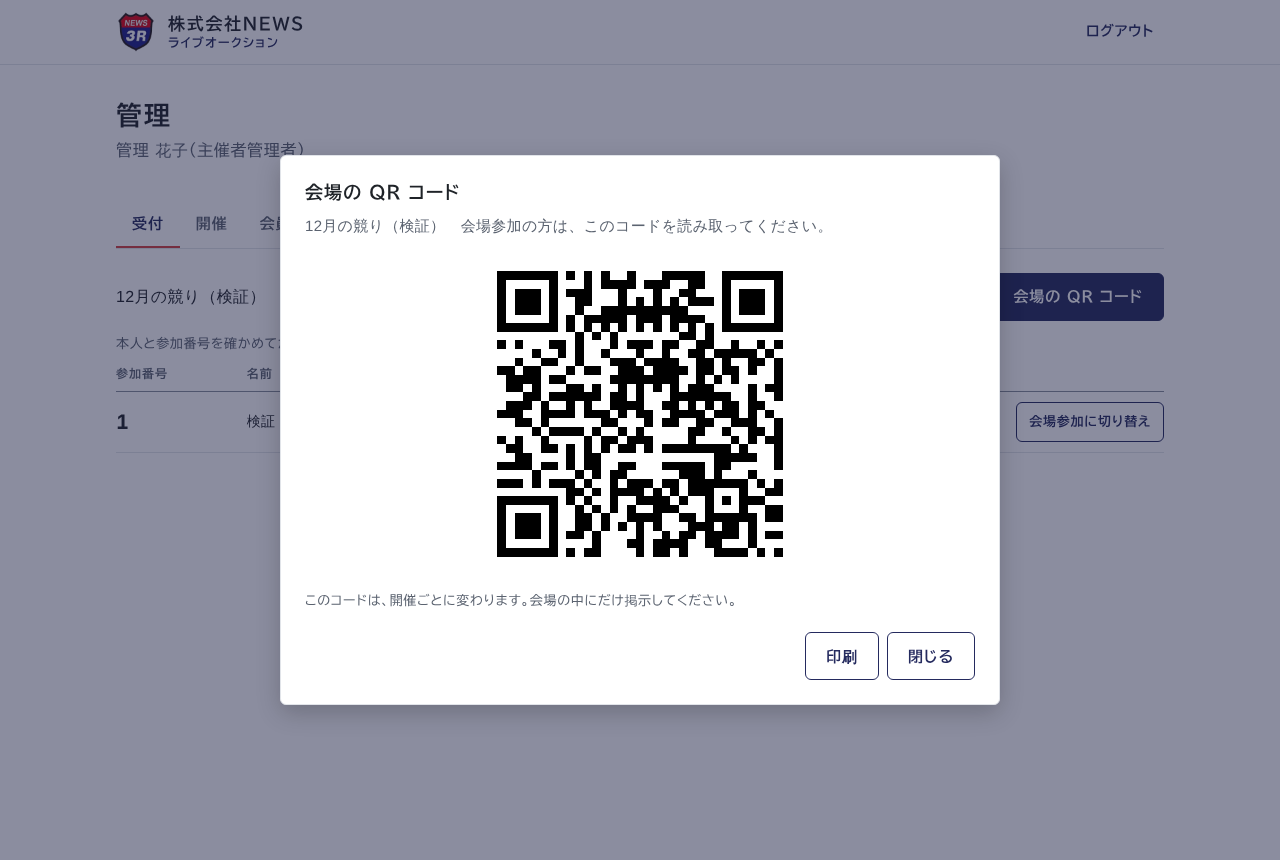 NEWS
3R
株式会社NEWS
ライブオークション
ログアウト
管理
管理 花子（主催者管理者）
受付
開催
12月の競り（検証）
会場の QR コード
本人と参加番号を確かめて
参加番号
名前
1
検証
会場参加に切り替え
会場の QR コード
12月の競り（検証）　会場参加の方は、このコードを読み取ってください。
このコードは、開催ごとに変わります。会場の中にだけ掲示してください。
印刷
閉じる